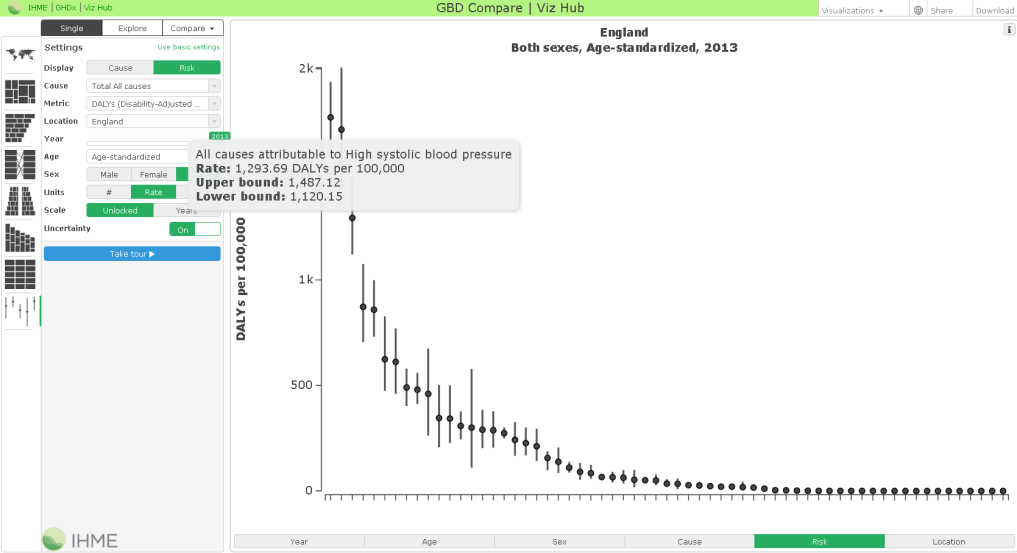 IHME | GHDx | Viz Hub
GBD Compare | Viz Hub
Visualizations
Share
Download
Single
Explore
Compare
Settings
Use basic settings
Display
Cause
Risk
Cause
Total All causes
Metric
DALYs (Disability-Adjusted ...
Location
England
Year
2013
Age
Age-standardized
Sex
Male
Female
Units
#
Rate
Scale
Unlocked
Years
Uncertainty
On
Take tour
IHME
i
England
Both sexes, Age-standardized, 2013
All causes attributable to High systolic blood pressure
Rate: 1,293.69 DALYs per 100,000
Upper bound: 1,487.12
Lower bound: 1,120.15
DALYs per 100,000
2k
1k
500
0
Year
Age
Sex
Cause
Risk
Location